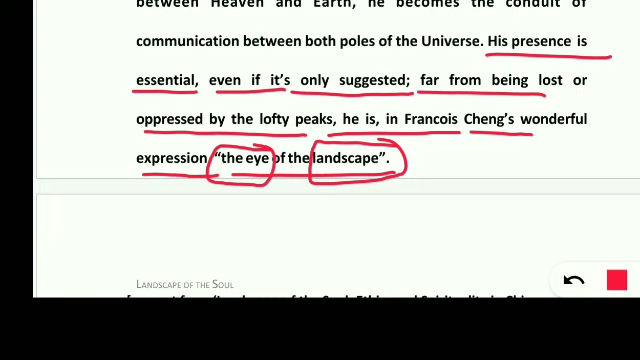 between Heaven and Earth, he becomes the conduit of
communication between both poles of the Universe. His presence is
essential, even if it's only suggested; far from being lost or
oppressed by the lofty peaks, he is, in Francois Cheng's wonderful
expression "the eye of the landscape".
LANDSCAPE OF THE SOUL